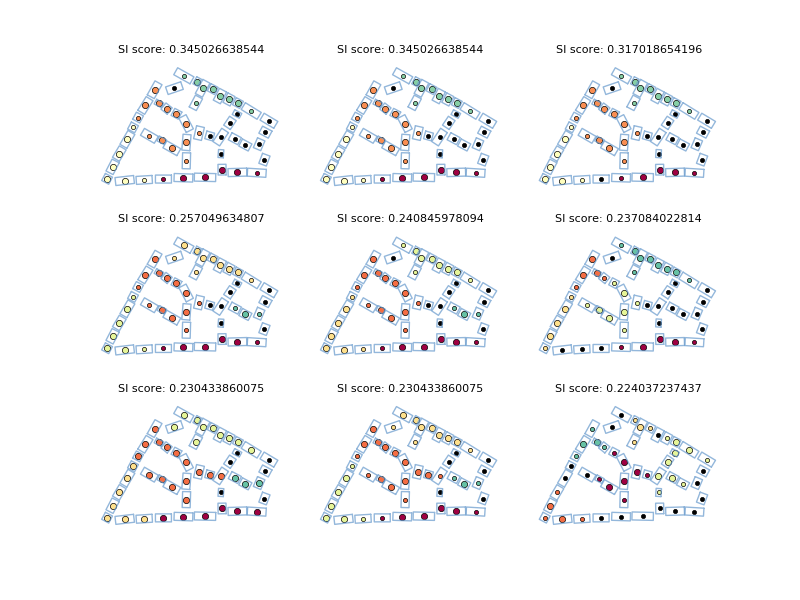 SI score: 0.345026638544
SI score: 0.345026638544
SI score: 0.317018654196
SI score: 0.257049634807
SI score: 0.240845978094
SI score: 0.237084022814
SI score: 0.230433860075
SI score: 0.230433860075
SI score: 0.224037237437